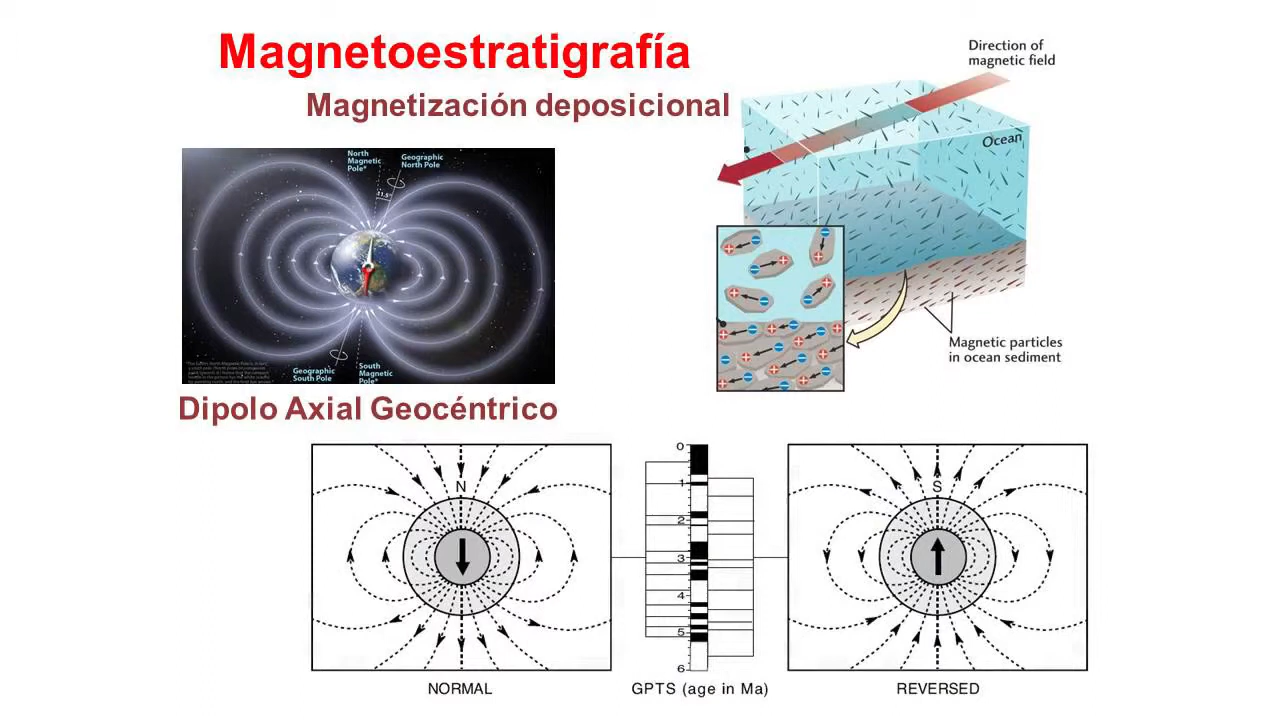 Magnetoestratigrafía
Magnetización deposicional
Direction of
magnetic field
Ocean
North
Magnetic
Pole*
Geographic
North Pole
11.5°
Geographic
South Pole
South
Magnetic
Pole*
Magnetic particles
in ocean sediment
Dipolo Axial Geocéntrico
N
0
1
2
3
4
5
6
S
NORMAL
GPTS (age in Ma)
REVERSED